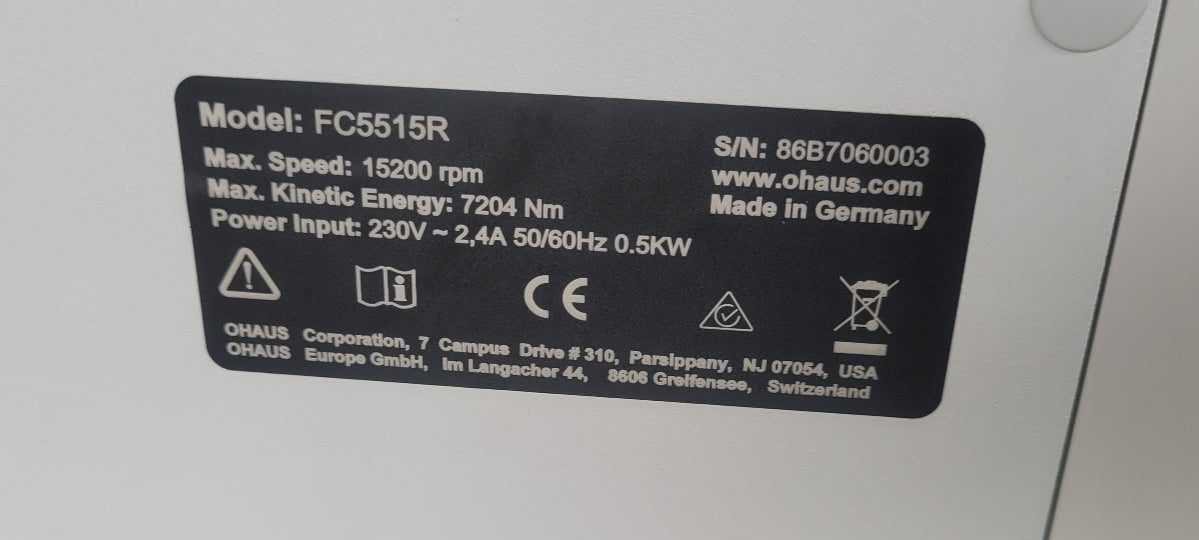 Model: FC5515R
Max. Speed: 15200 rpm
Max. Kinetic Energy: 7204 Nm
Power Input: 230V ~ 2,4A 50/60Hz 0.5KW
S/N: 86B7060003
www.ohaus.com
Made in Germany
CE
OHAUS Corporation, 7 Campus Drive # 310, Parsippany, NJ 07054, USA
OHAUS Europe GmbH, Im Langacher 44, 8606 Greifensee, Switzerland